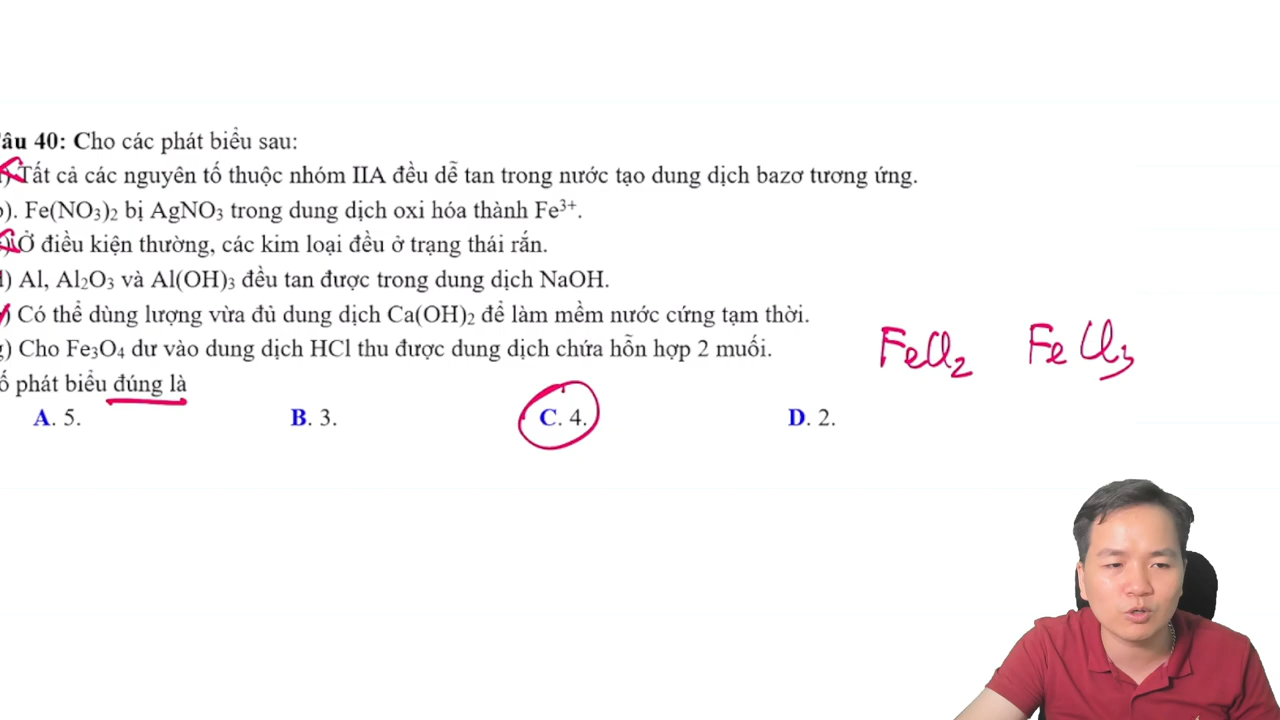 âu 40: Cho các phát biểu sau:
) Tất cả các nguyên tố thuộc nhóm IIA đều dễ tan trong nước tạo dung dịch bazơ tương ứng.
). Fe(NO₃)₂ bị AgNO₃ trong dung dịch oxi hóa thành Fe³⁺.
Ở điều kiện thường, các kim loại đều ở trạng thái rắn.
) Al, Al₂O₃ và Al(OH)₃ đều tan được trong dung dịch NaOH.
) Có thể dùng lượng vừa đủ dung dịch Ca(OH)₂ để làm mềm nước cứng tạm thời.
g) Cho Fe₃O₄ dư vào dung dịch HCl thu được dung dịch chứa hỗn hợp 2 muối.
FeCl₂ FeCl₃
ố phát biểu đúng là
A. 5. B. 3. C. 4. D. 2.